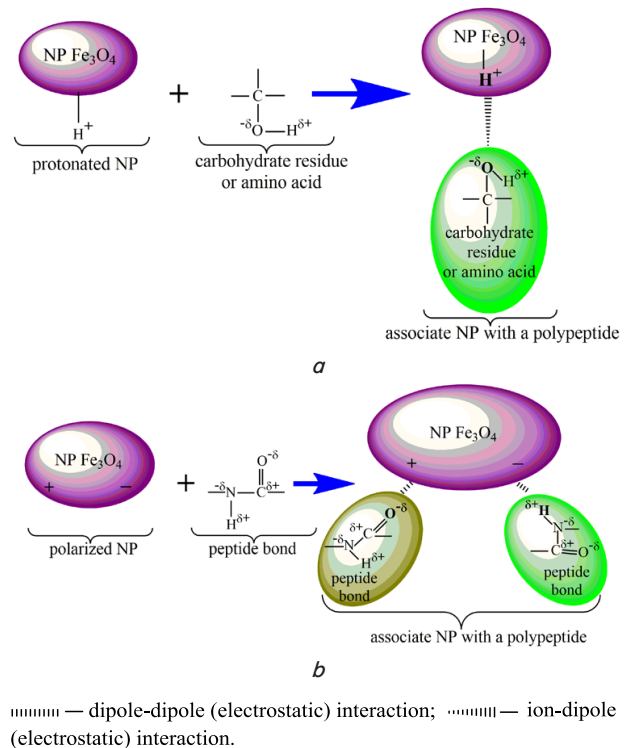 NP Fe₃O₄
H⁺
protonated NP
+
C
-δO—Hδ+
carbohydrate residue
or amino acid
NP Fe₃O₄
H⁺
-δO
Hδ+
C
carbohydrate
residue
or amino acid
associate NP with a polypeptide
a
NP Fe₃O₄
+ −
polarized NP
+
O-δ
-δN—Cδ+
Hδ+
peptide bond
NP Fe₃O₄
+ −
O-δ
δ+C
-δN
Hδ+
peptide
bond
δ+H
N-δ
Cδ+
O-δ
peptide
bond
associate NP with a polypeptide
b
— dipole-dipole (electrostatic) interaction; — ion-dipole
(electrostatic) interaction.